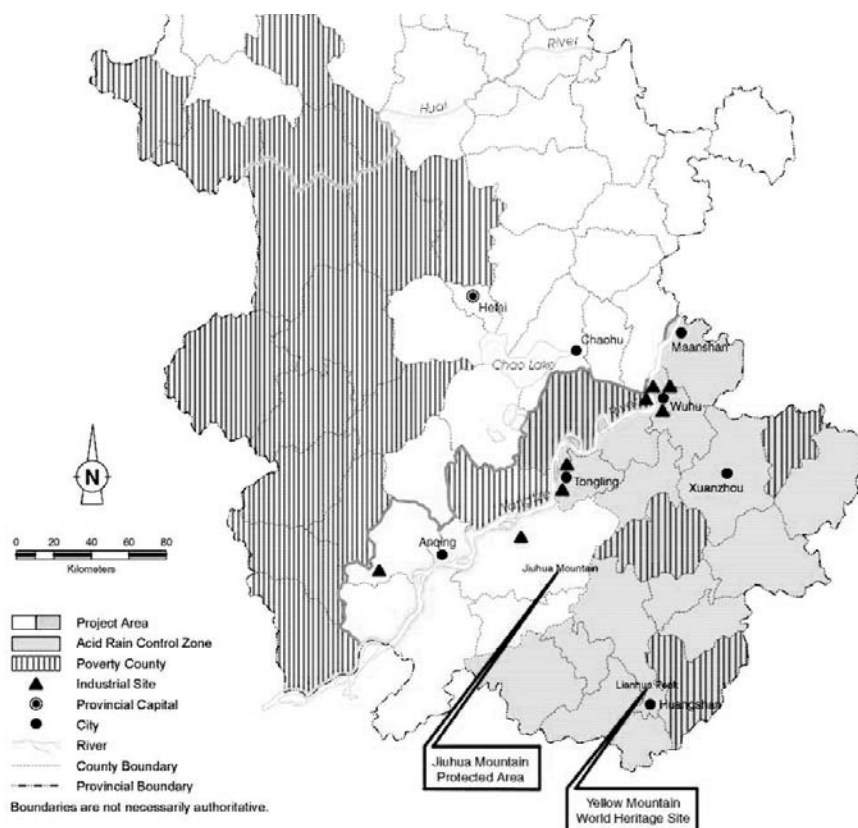 River
Huai
Hefei
Chaohu
Chao Lake
Maanshan
River
Wuhu
Tongling
Xuanzhou
Yangtze
Anqing
Jiuhua Mountain
Lianhua Peak
Huangshan
N
0 20 40 60 80
Kilometers
Project Area
Acid Rain Control Zone
Poverty County
Industrial Site
Provincial Capital
City
River
County Boundary
Provincial Boundary
Boundaries are not necessarily authoritative.
Jiuhua Mountain
Protected Area
Yellow Mountain
World Heritage Site